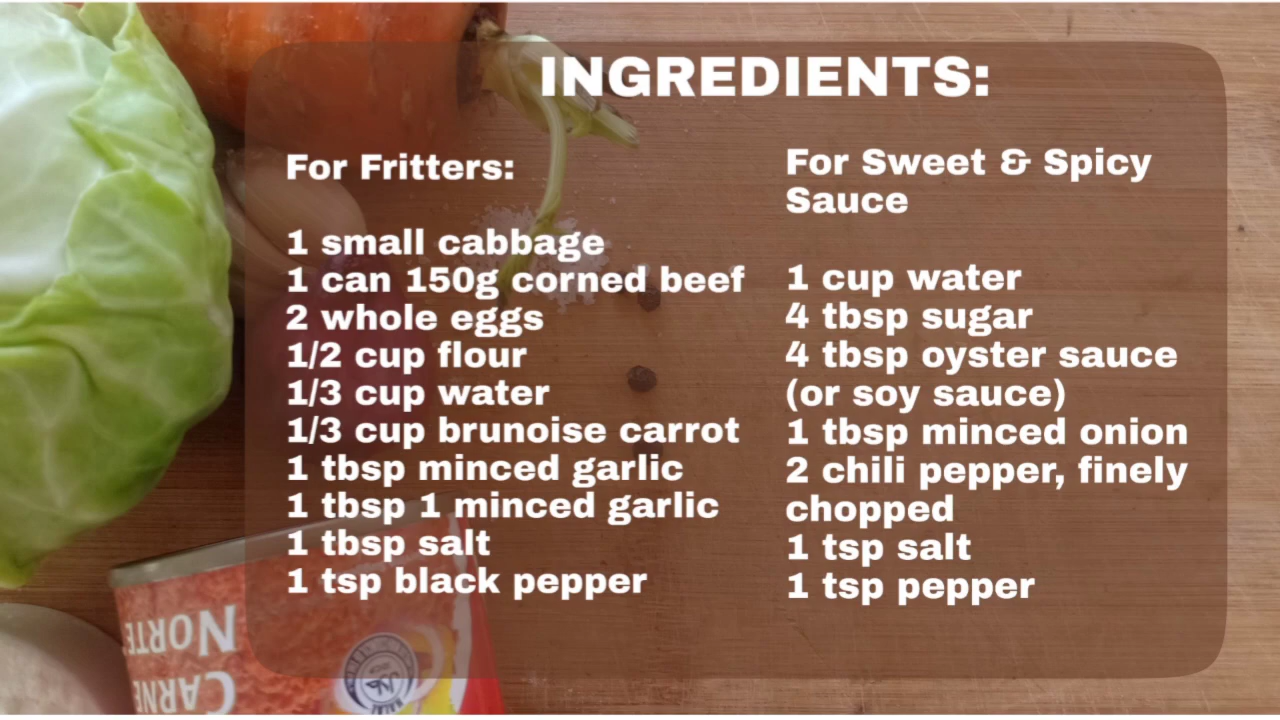 INGREDIENTS:
For Fritters:
1 small cabbage
1 can 150g corned beef
2 whole eggs
1/2 cup flour
1/3 cup water
1/3 cup brunoise carrot
1 tbsp minced garlic
1 tbsp 1 minced garlic
1 tbsp salt
1 tsp black pepper
For Sweet & Spicy
Sauce
1 cup water
4 tbsp sugar
4 tbsp oyster sauce
(or soy sauce)
1 tbsp minced onion
2 chili pepper, finely
chopped
1 tsp salt
1 tsp pepper
CARNE
NORTE